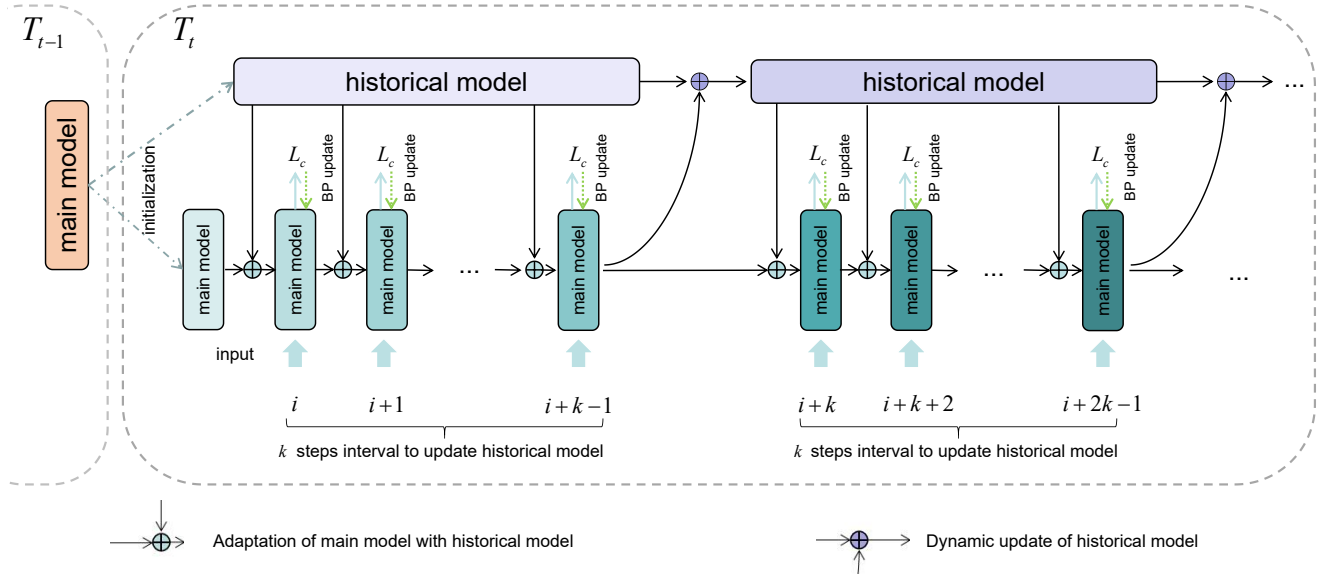 T_{t-1}
T_t
historical model
historical model
...
main model
initialization
L_c
BP update
L_c
BP update
L_c
BP update
L_c
BP update
L_c
BP update
L_c
BP update
main model
main model
main model
...
main model
main model
main model
...
main model
...
input
i
i+1
i+k-1
i+k
i+k+2
i+2k-1
k steps interval to update historical model
k steps interval to update historical model
Adaptation of main model with historical model
Dynamic update of historical model